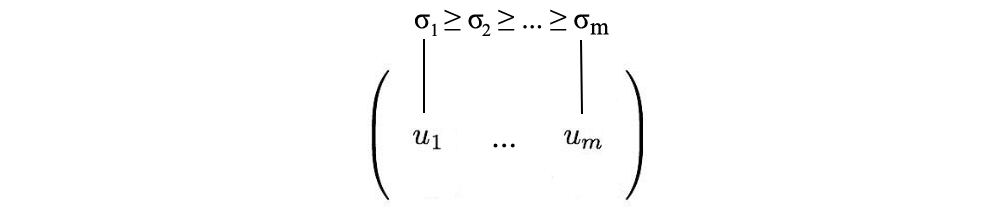 σ₁ ≥ σ₂ ≥ ... ≥ σₘ
( u₁ ... uₘ )